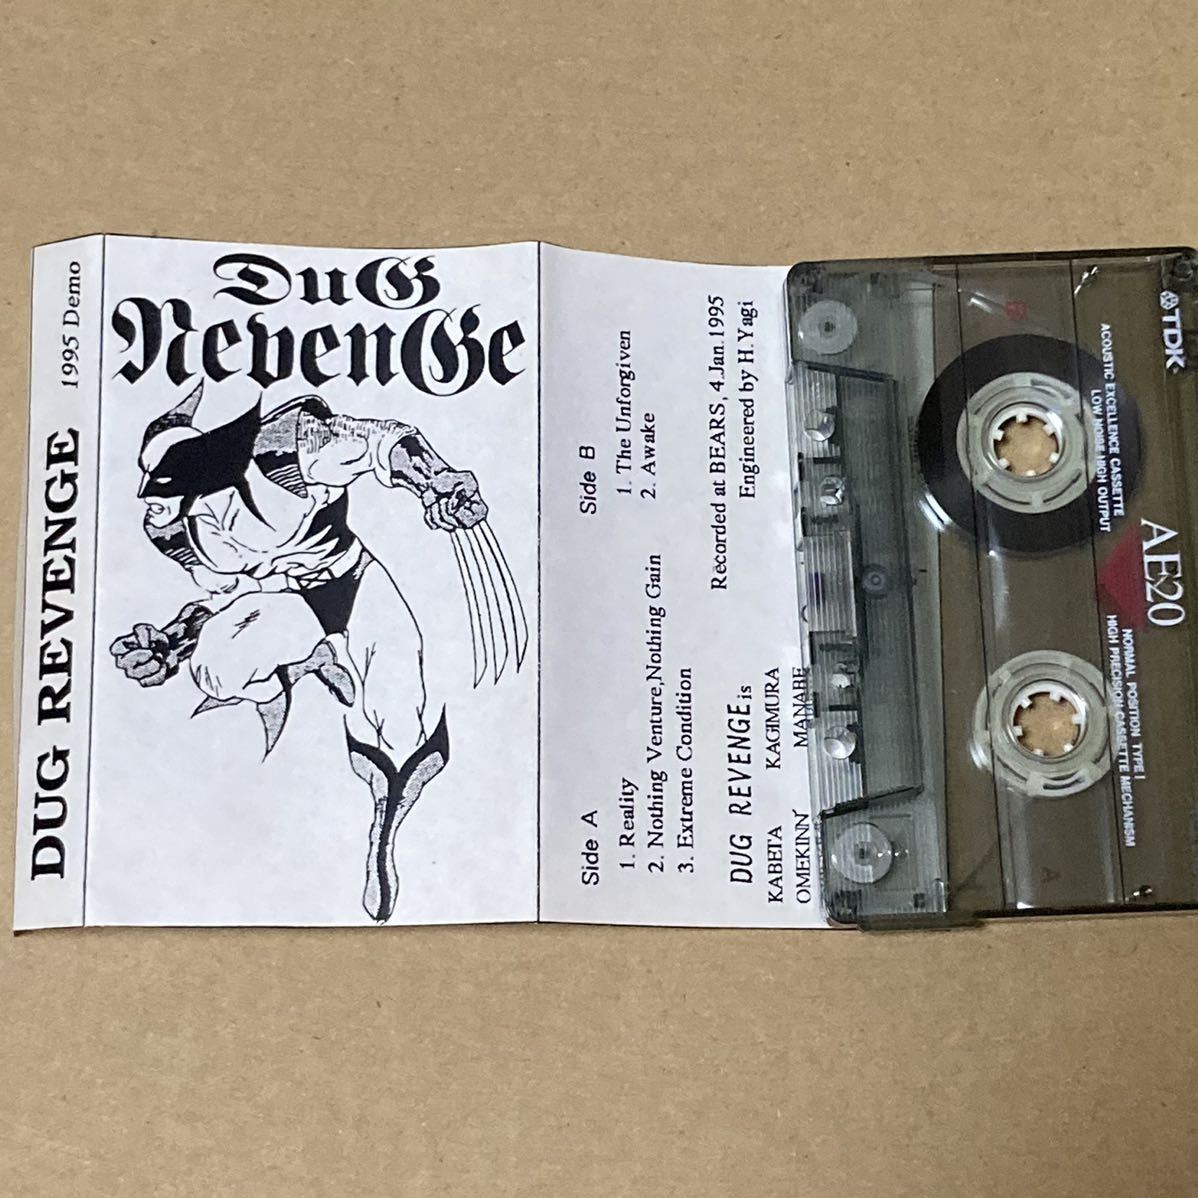 DUG REVENGE 1995 Demo
DuG
RevenGe
Side A
1. Reality
2. Nothing Venture,Nothing Gain
3. Extreme Condition
Side B
1. The Unforgiven
2. Awake
Recorded at BEARS, 4.Jan.1995
Engineered by H.Yagi
DUG REVENGE is
KABETA KAGIMURA
OMEKINN MANABE
TDK
ACOUSTIC EXCELLENCE CASSETTE
LOW NOISE·HIGH OUTPUT
AE20
NORMAL POSITION TYPE I
HIGH PRECISION CASSETTE MECHANISM
A